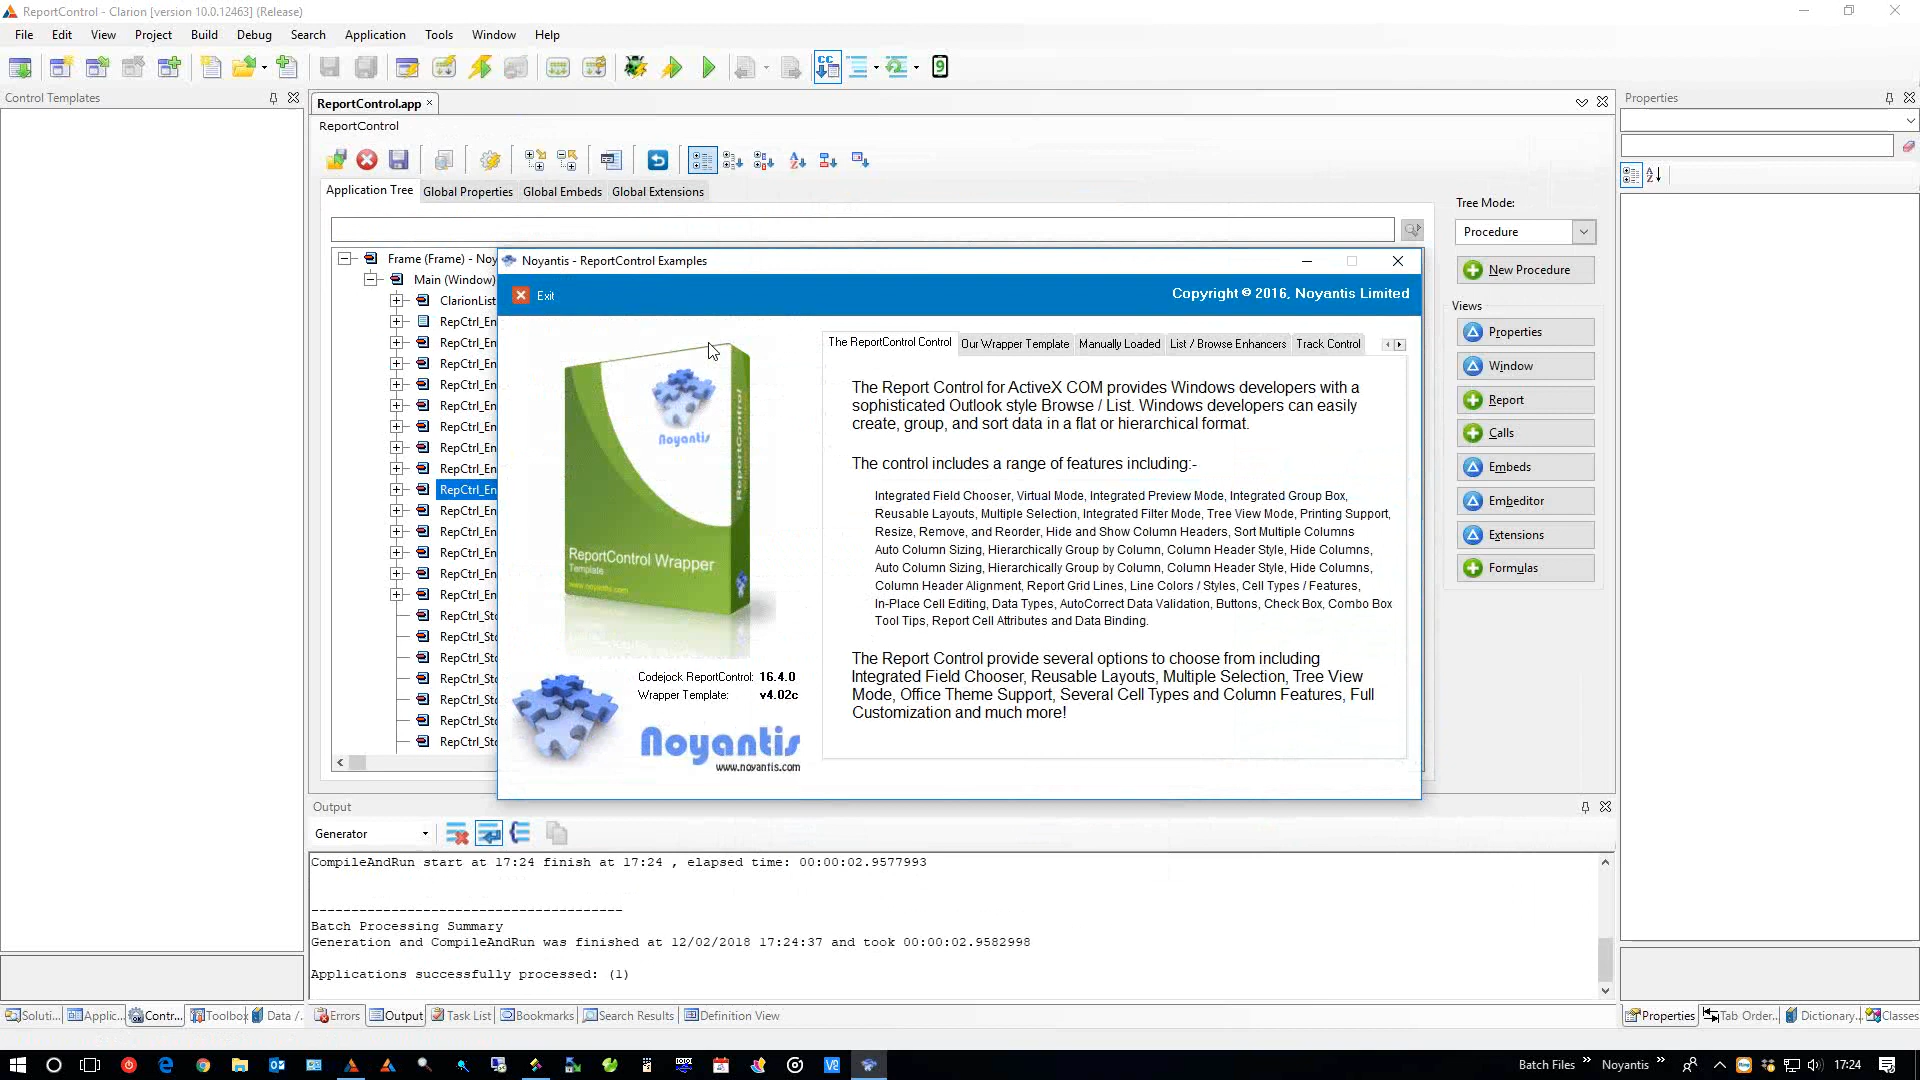 ReportControl - Clarion [version 10.0.12463] (Release)
File Edit View Project Build Debug Search Application Tools Window Help
Control Templates
ReportControl.app
Properties
ReportControl
Application Tree Global Properties Global Embeds Global Extensions
Tree Mode:
Procedure
New Procedure
Views
Properties
Window
Report
Calls
Embeds
Embeditor
Extensions
Formulas
Frame (Frame) - Noy
Main (Window)
ClarionList
RepCtrl_En
RepCtrl_En
RepCtrl_En
RepCtrl_En
RepCtrl_En
RepCtrl_En
RepCtrl_En
RepCtrl_En
RepCtrl_En
RepCtrl_En
RepCtrl_En
RepCtrl_En
RepCtrl_En
RepCtrl_En
RepCtrl_Sto
RepCtrl_Sto
RepCtrl_Sto
RepCtrl_Sto
RepCtrl_Sto
RepCtrl_Sto
RepCtrl_Sto
Noyantis - ReportControl Examples
Exit
Copyright © 2016, Noyantis Limited
Noyantis
ReportControl
ReportControl Wrapper
Template
www.noyantis.com
Codejock ReportControl: 16.4.0
Wrapper Template: v4.02c
Noyantis
www.noyantis.com
The ReportControl Control Our Wrapper Template Manually Loaded List / Browse Enhancers Track Control
The Report Control for ActiveX COM provides Windows developers with a
sophisticated Outlook style Browse / List. Windows developers can easily
create, group, and sort data in a flat or hierarchical format.
The control includes a range of features including:-
Integrated Field Chooser, Virtual Mode, Integrated Preview Mode, Integrated Group Box,
Reusable Layouts, Multiple Selection, Integrated Filter Mode, Tree View Mode, Printing Support,
Resize, Remove, and Reorder, Hide and Show Column Headers, Sort Multiple Columns
Auto Column Sizing, Hierarchically Group by Column, Column Header Style, Hide Columns,
Auto Column Sizing, Hierarchically Group by Column, Column Header Style, Hide Columns,
Column Header Alignment, Report Grid Lines, Line Colors / Styles, Cell Types / Features,
In-Place Cell Editing, Data Types, AutoCorrect Data Validation, Buttons, Check Box, Combo Box
Tool Tips, Report Cell Attributes and Data Binding.
The Report Control provide several options to choose from including
Integrated Field Chooser, Reusable Layouts, Multiple Selection, Tree View
Mode, Office Theme Support, Several Cell Types and Column Features, Full
Customization and much more!
Output
Generator
CompileAndRun start at 17:24 finish at 17:24 , elapsed time: 00:00:02.9577993
---------------------------------------
Batch Processing Summary
Generation and CompileAndRun was finished at 12/02/2018 17:24:37 and took 00:00:02.9582998
Applications successfully processed: (1)
Soluti... Applic... Contr... Toolbox Data /... Errors Output Task List Bookmarks Search Results Definition View Properties Tab Order... Dictionary... Classes
Batch Files Noyantis 17:24